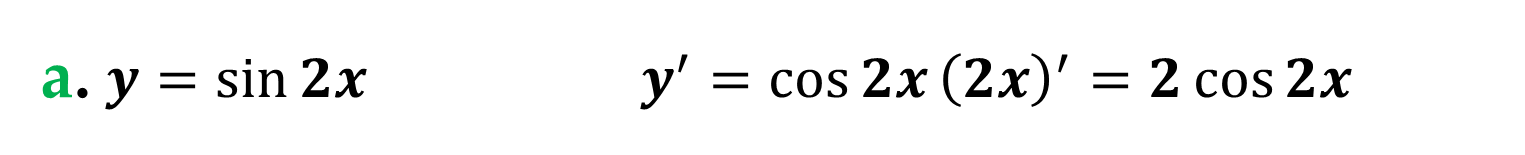 a. y = sin 2x y′ = cos 2x (2x)′ = 2 cos 2x